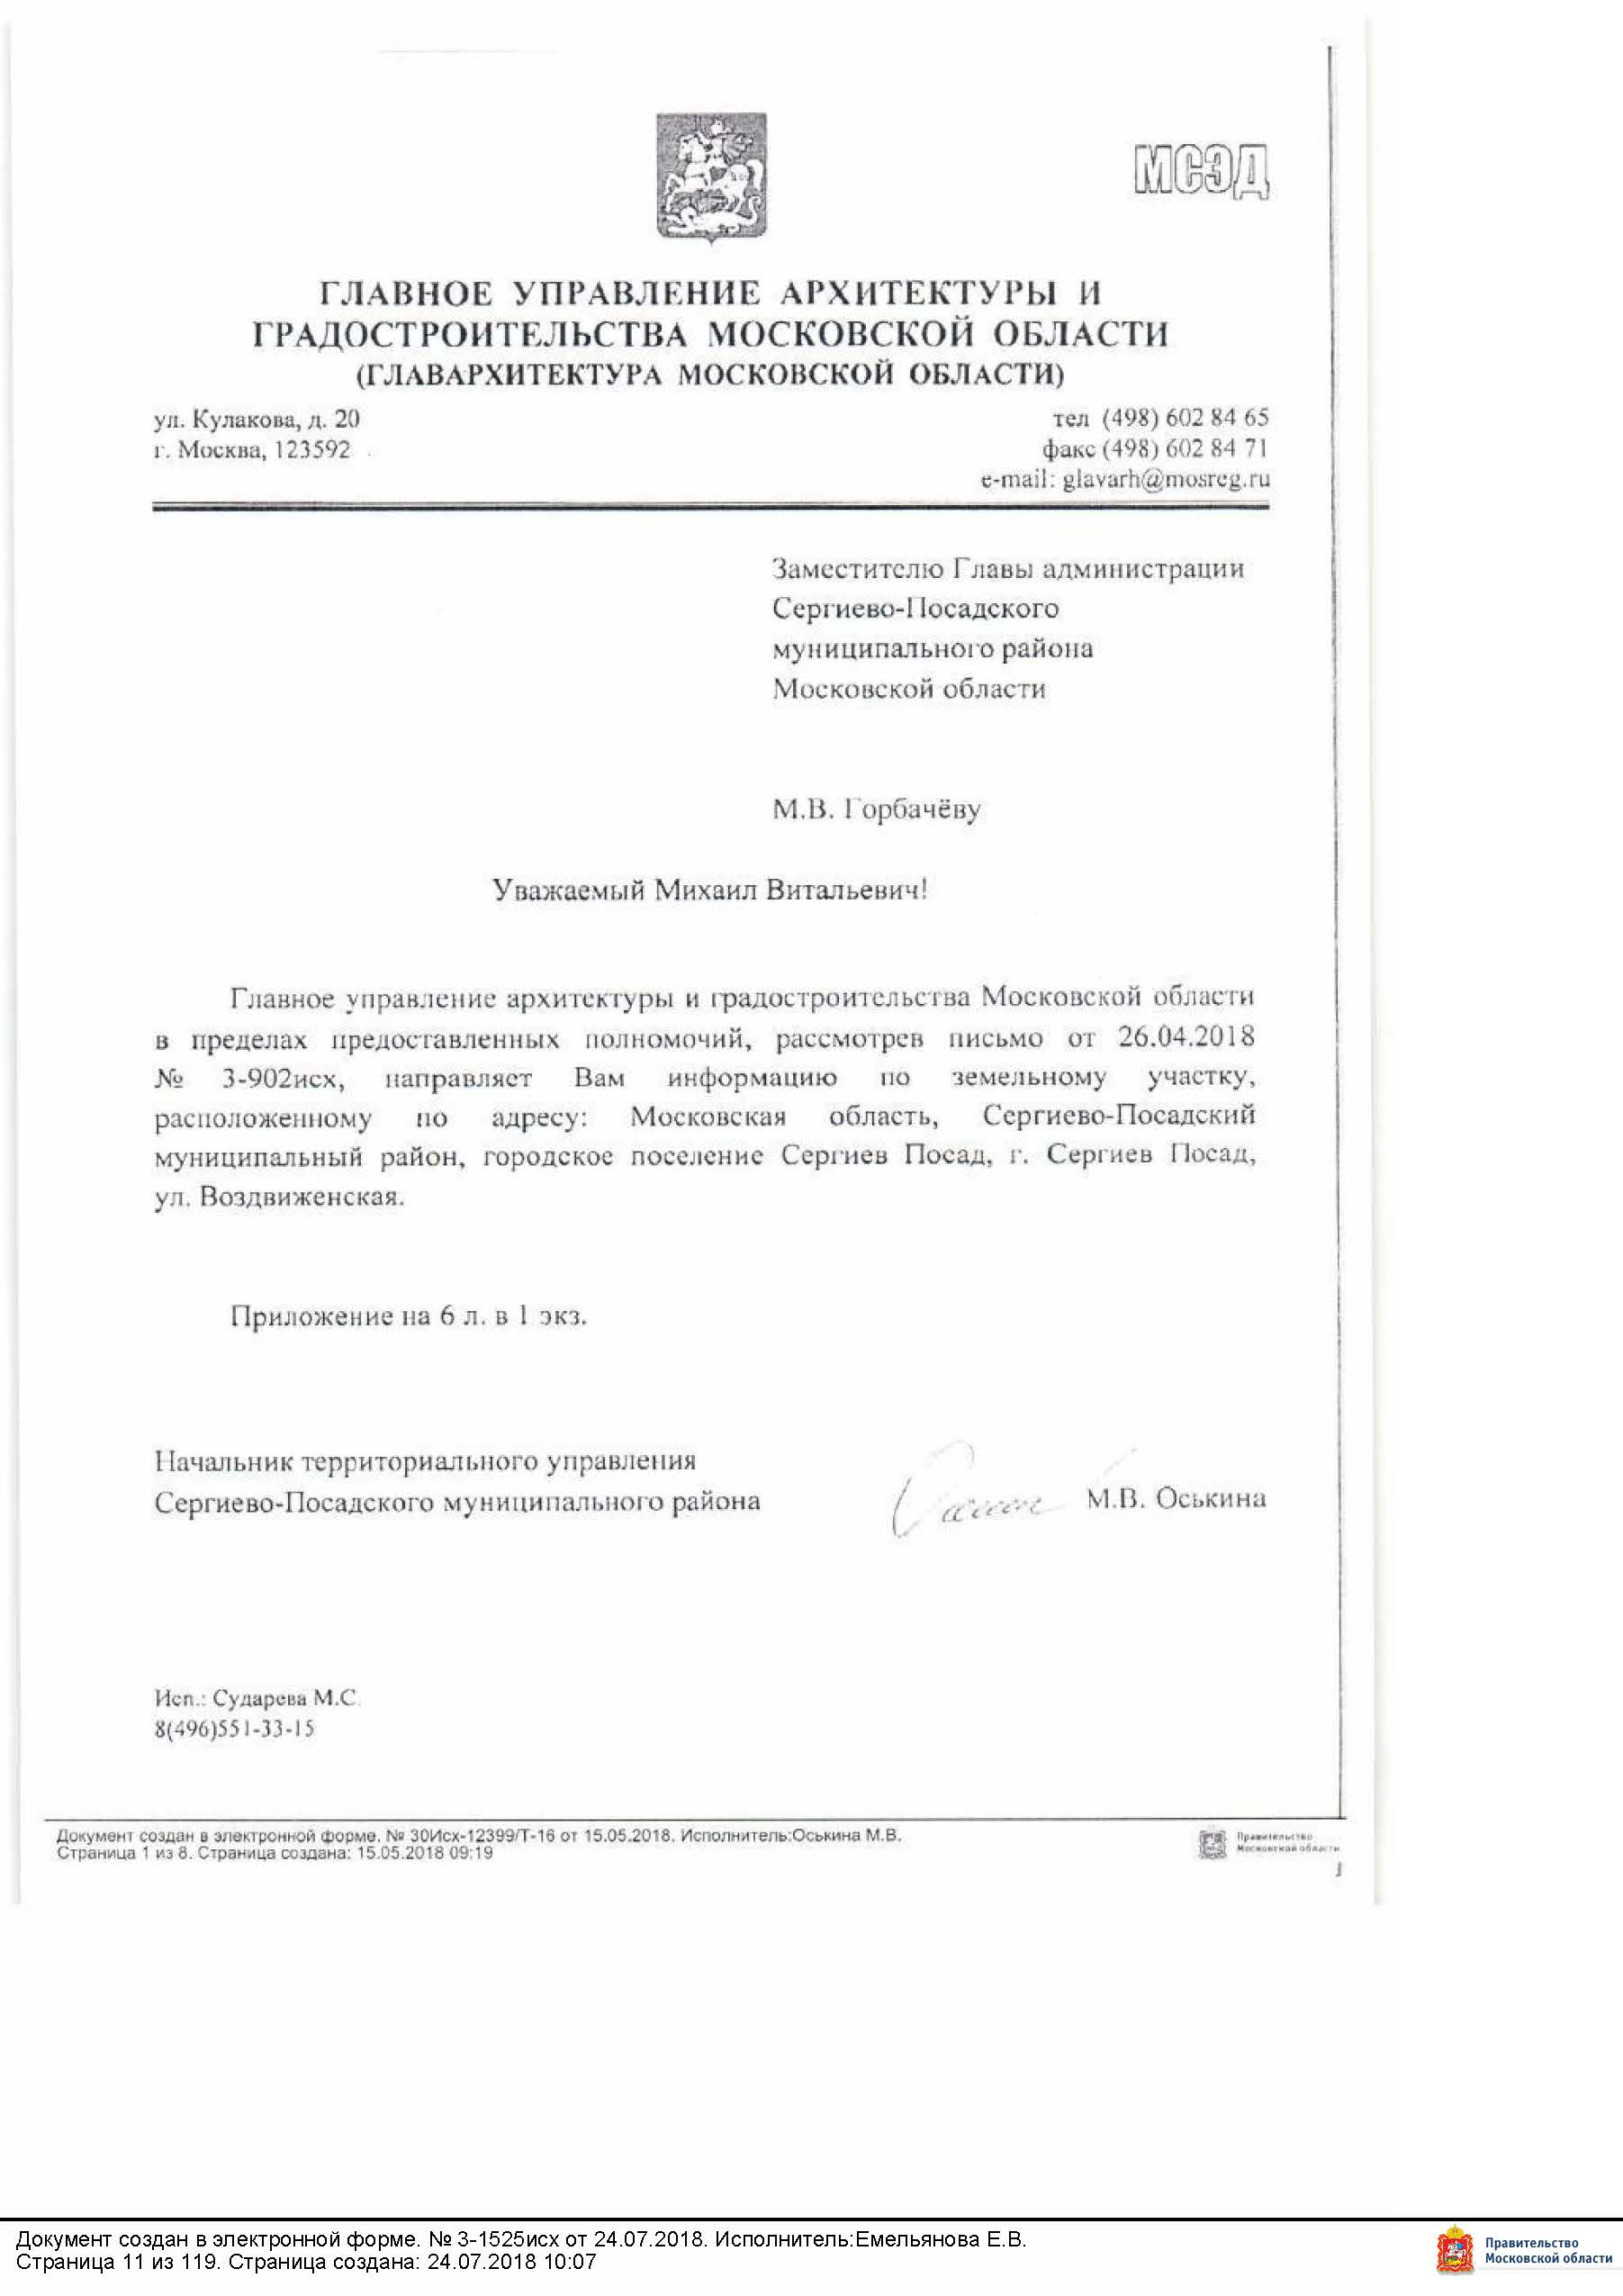 МСЭД
ГЛАВНОЕ УПРАВЛЕНИЕ АРХИТЕКТУРЫ И
ГРАДОСТРОИТЕЛЬСТВА МОСКОВСКОЙ ОБЛАСТИ
(ГЛАВАРХИТЕКТУРА МОСКОВСКОЙ ОБЛАСТИ)
ул. Кулакова, д. 20
г. Москва, 123592
тел (498) 602 84 65
факс (498) 602 84 71
e-mail: glavarh@mosreg.ru
Заместителю Главы администрации
Сергиево-Посадского
муниципального района
Московской области
М.В. Горбачёву
Уважаемый Михаил Витальевич!
Главное управление архитектуры и градостроительства Московской области
в пределах предоставленных полномочий, рассмотрев письмо от 26.04.2018
№ 3-902исх, направляет Вам информацию по земельному участку,
расположенному по адресу: Московская область, Сергиево-Посадский
муниципальный район, городское поселение Сергиев Посад, г. Сергиев Посад,
ул. Воздвиженская.
Приложение на 6 л. в 1 экз.
Начальник территориального управления
Сергиево-Посадского муниципального района
М.В. Оськина
Исп.: Сударева М.С.
8(496)551-33-15
Документ создан в электронной форме. № 30Исх-12399/Т-16 от 15.05.2018. Исполнитель:Оськина М.В.
Страница 1 из 8. Страница создана: 15.05.2018 09:19
Правительство
Московской области
Документ создан в электронной форме. № 3-1525исх от 24.07.2018. Исполнитель:Емельянова Е.В.
Страница 11 из 119. Страница создана: 24.07.2018 10:07
Правительство
Московской области